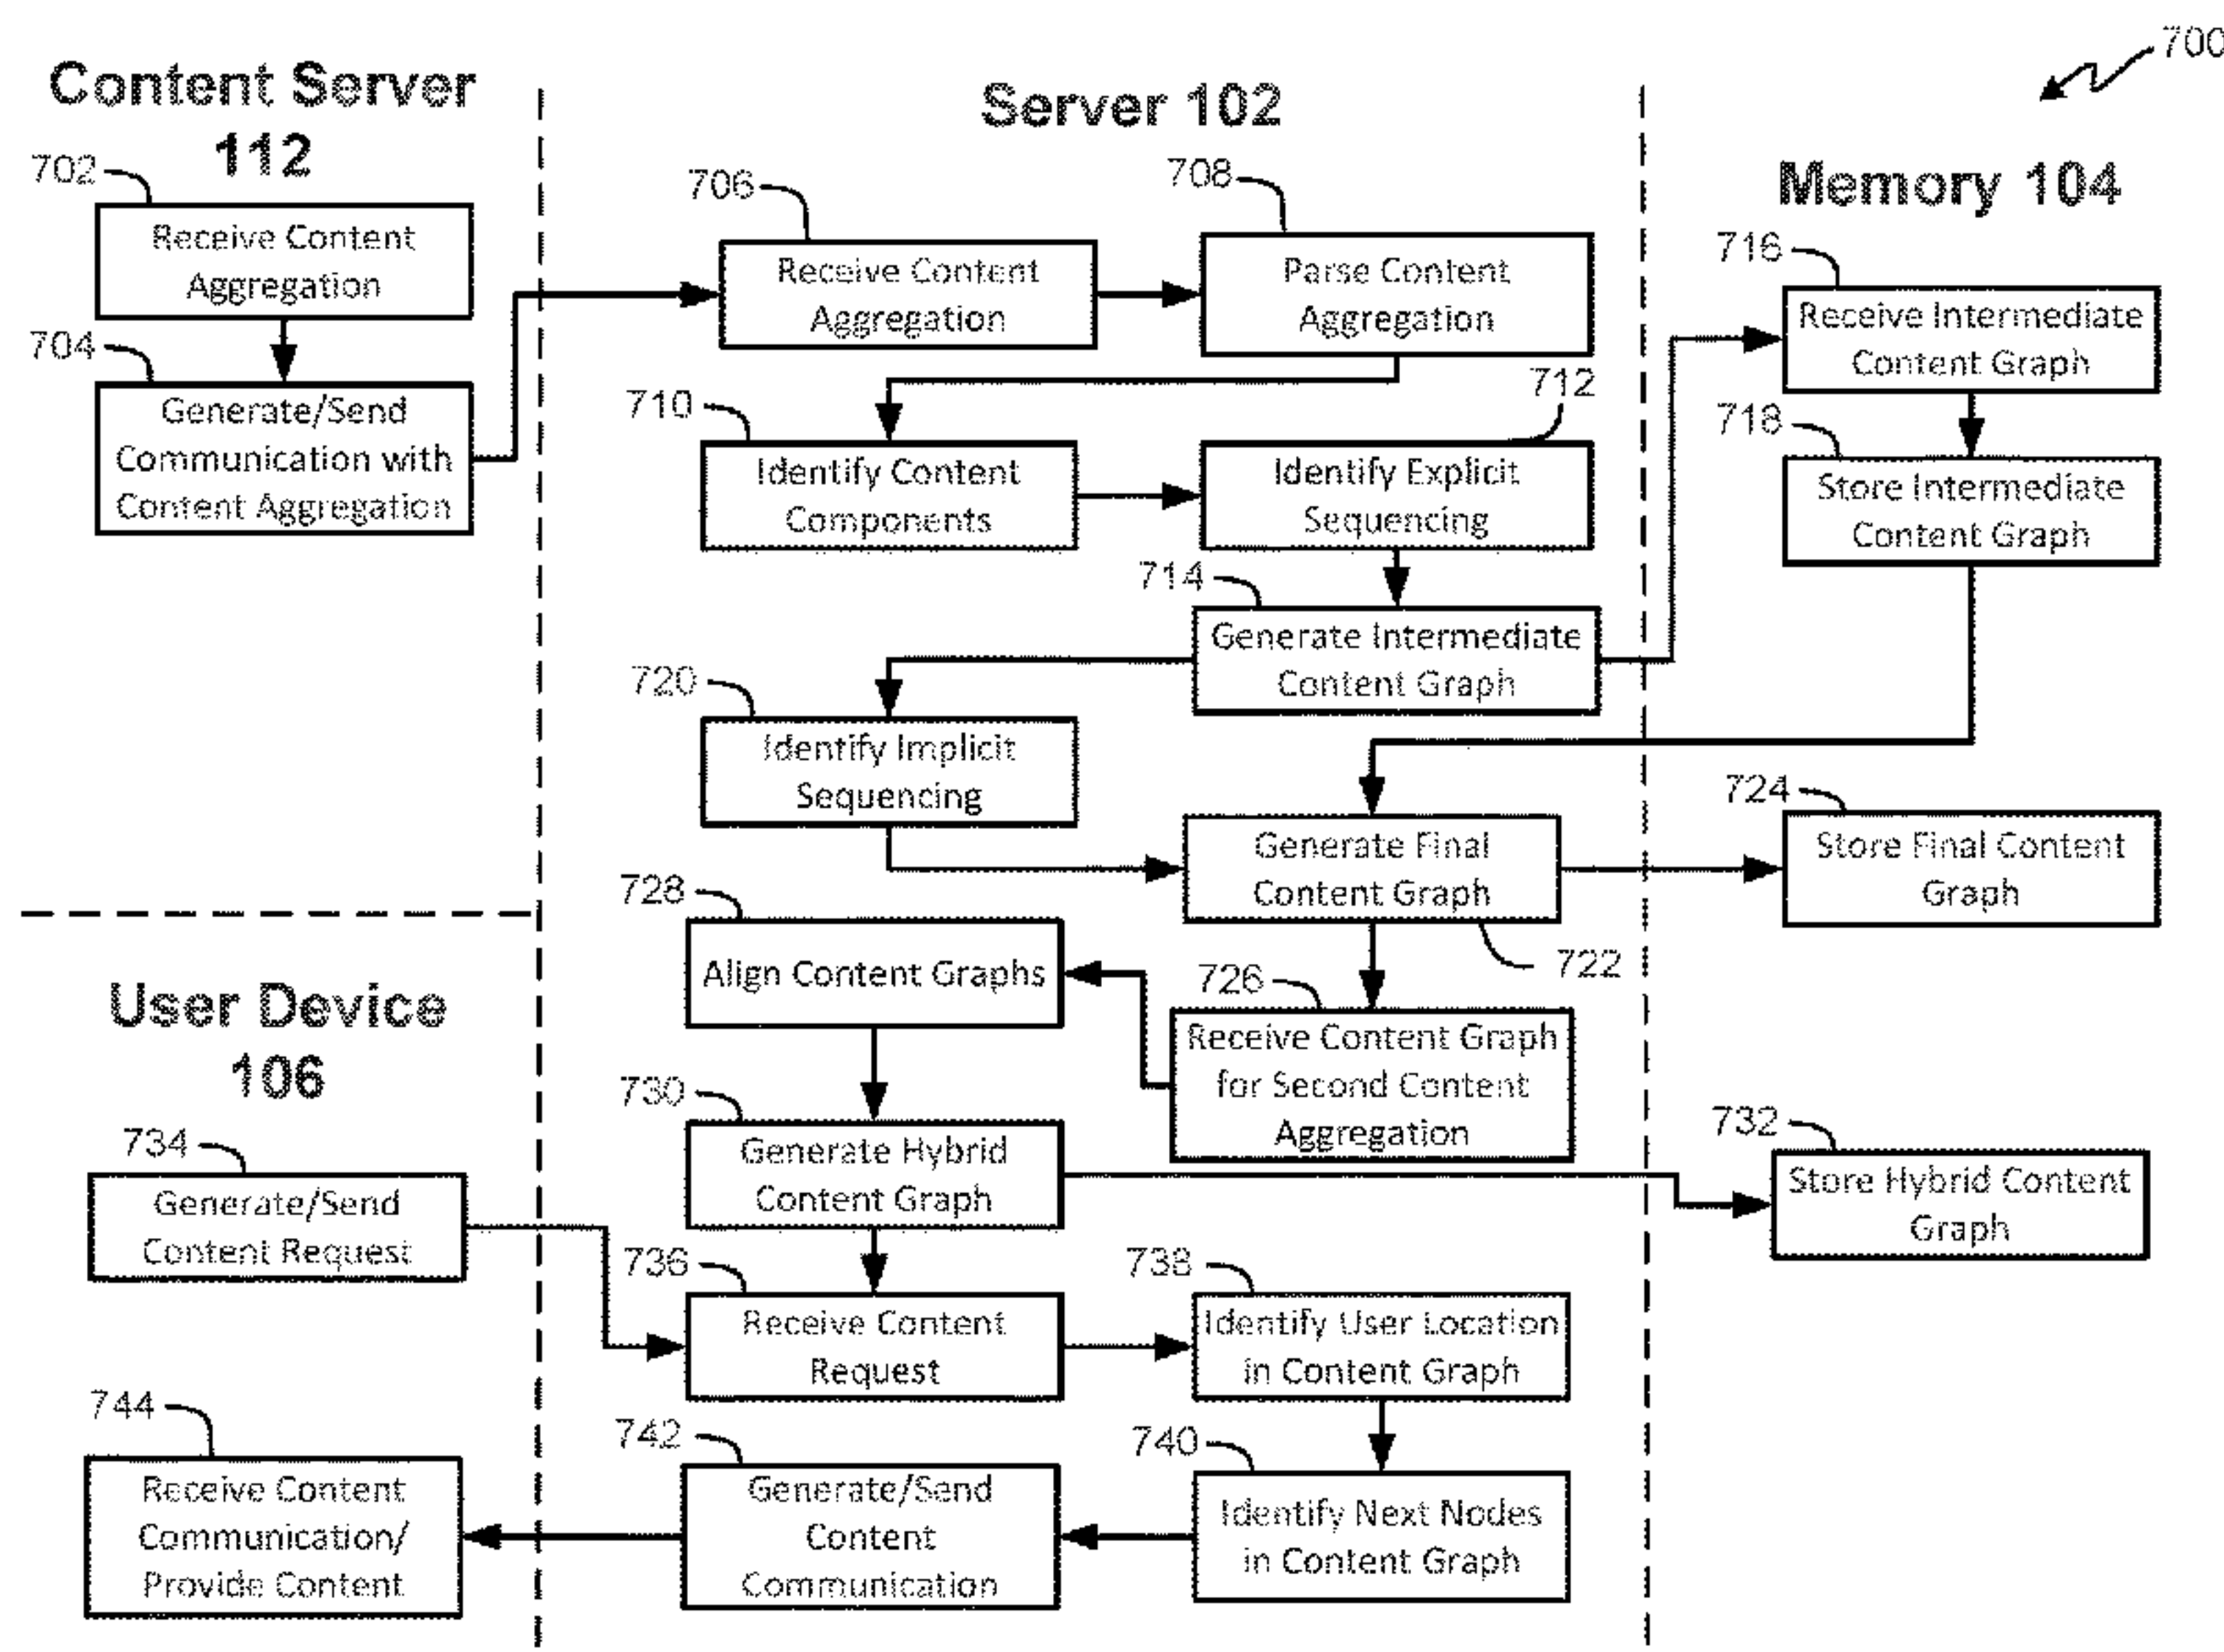 700
Content Server
112
702
Receive Content
Aggregation
704
Generate/Send
Communication with
Content Aggregation
Server 102
706
Receive Content
Aggregation
708
Parse Content
Aggregation
710
Identify Content
Components
712
Identify Explicit
Sequencing
714
Generate Intermediate
Content Graph
Memory 104
716
Receive Intermediate
Content Graph
718
Store Intermediate
Content Graph
720
Identify Implicit
Sequencing
Generate Final
Content Graph
722
724
Store Final Content
Graph
726
Receive Content Graph
for Second Content
Aggregation
728
Align Content Graphs
730
Generate Hybrid
Content Graph
732
Store Hybrid Content
Graph
User Device
106
734
Generate/Send
Content Request
736
Receive Content
Request
738
Identify User Location
in Content Graph
740
Identify Next Nodes
in Content Graph
742
Generate/Send
Content
Communication
744
Receive Content
Communication/
Provide Content